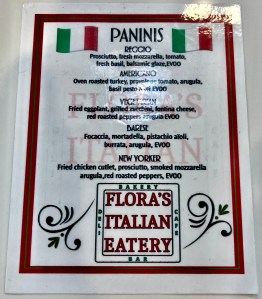 PANINIS
REGGIO
Prosciutto, fresh mozzarella, tomato,
fresh basil, balsamic glaze,EVOO
AMERICANO
Oven roasted turkey, provolone tomato, arugula,
basil pesto EVOO
VEGETARIAN
Fried eggplant, grilled zucchini, fontina cheese,
red roasted peppers arugula EVOO
BARESE
Focaccia, mortadella, pistachio aioli,
burrata, arugula, EVOO
NEW YORKER
Fried chicken cutlet, prosciutto, smoked mozzarella
arugula,red roasted peppers, EVOO
BAKERY
DELI
FLORA'S
ITALIAN
EATERY
CAFE
BAR